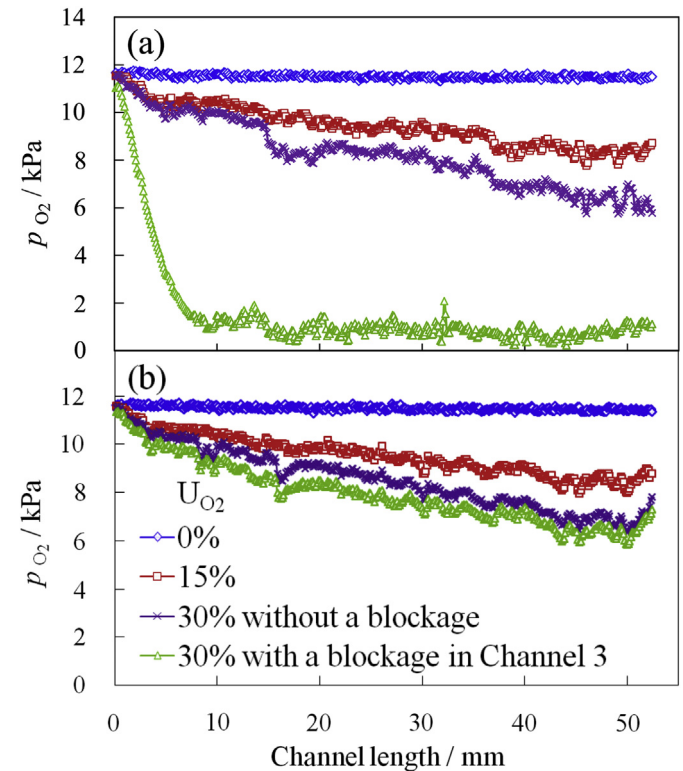 14
(a)
12
10
8
6
4
2
0
p O2 / kPa
(b)
12
10
8
6
4
2
0
p O2 / kPa
UO2
0%
15%
30% without a blockage
30% with a blockage in Channel 3
0 10 20 30 40 50
Channel length / mm